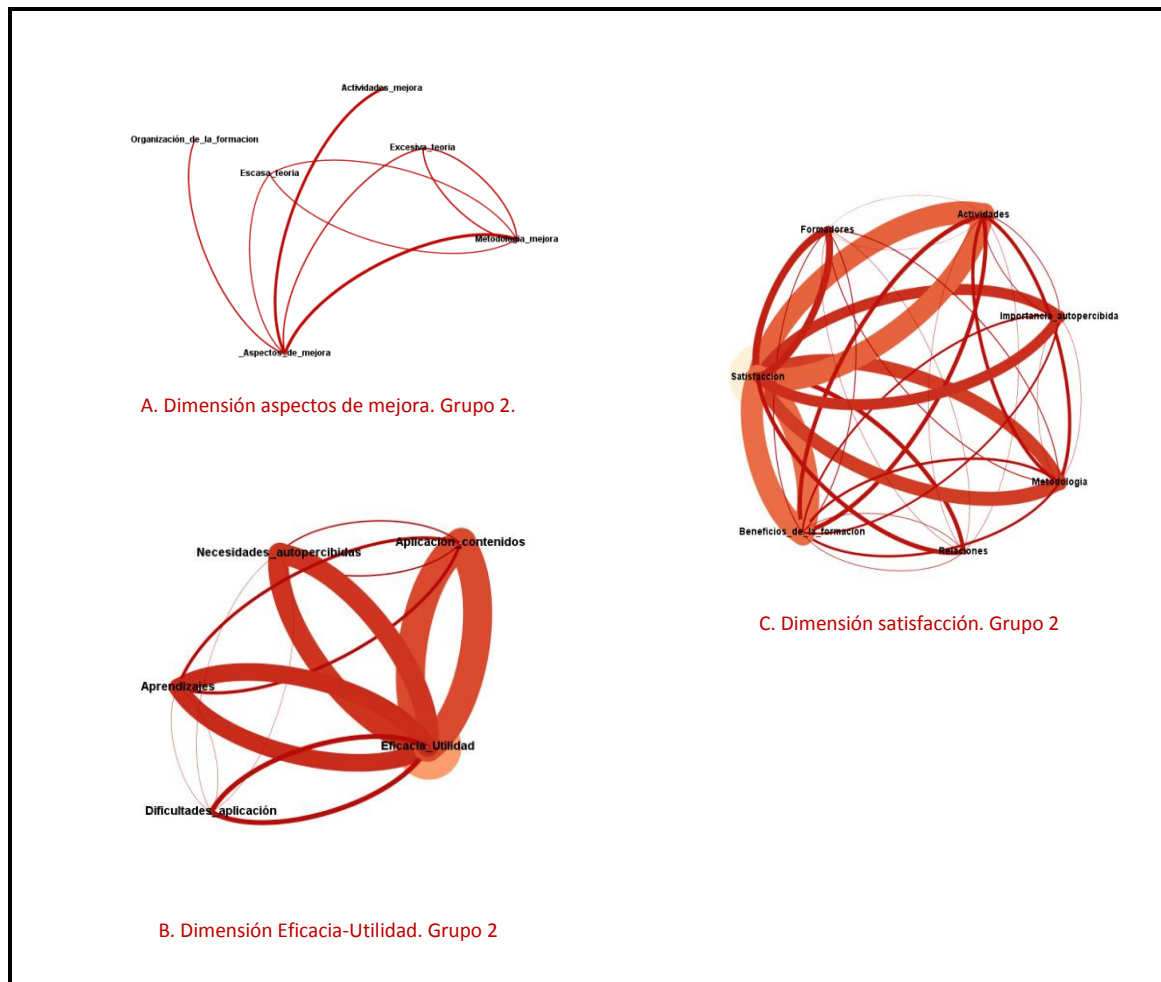 Actividades_mejora
Organización_de_la_formacion
Excesiva_teoria
Escasa_teoria
Metodologia_mejora
_Aspectos_de_mejora
A. Dimensión aspectos de mejora. Grupo 2.
Necesidades_autopercibidas
Aplicación_contenidos
Aprendizajes
Eficacia_Utilidad
Dificultades_aplicación
B. Dimensión Eficacia-Utilidad. Grupo 2
Actividades
Formadores
Importancia_autopercibida
Satisfaccion
Metodologia
Beneficios_de_la_formacion
Relaciones
C. Dimensión satisfacción. Grupo 2